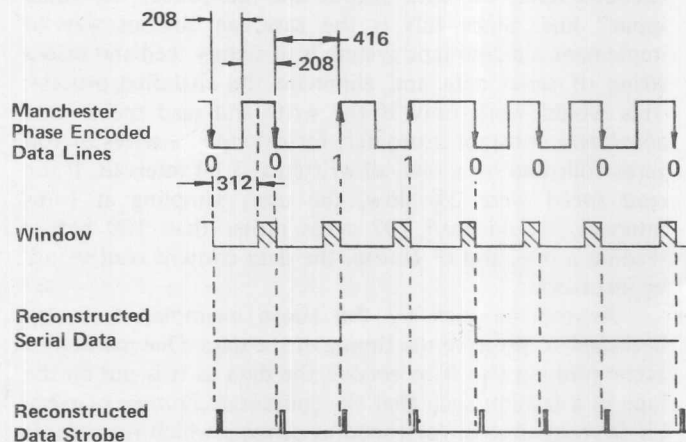 208
416
208
Manchester
Phase Encoded
Data Lines
0 0 1 1 0 0 0 0
312
Window
Reconstructed
Serial Data
Reconstructed
Data Strobe